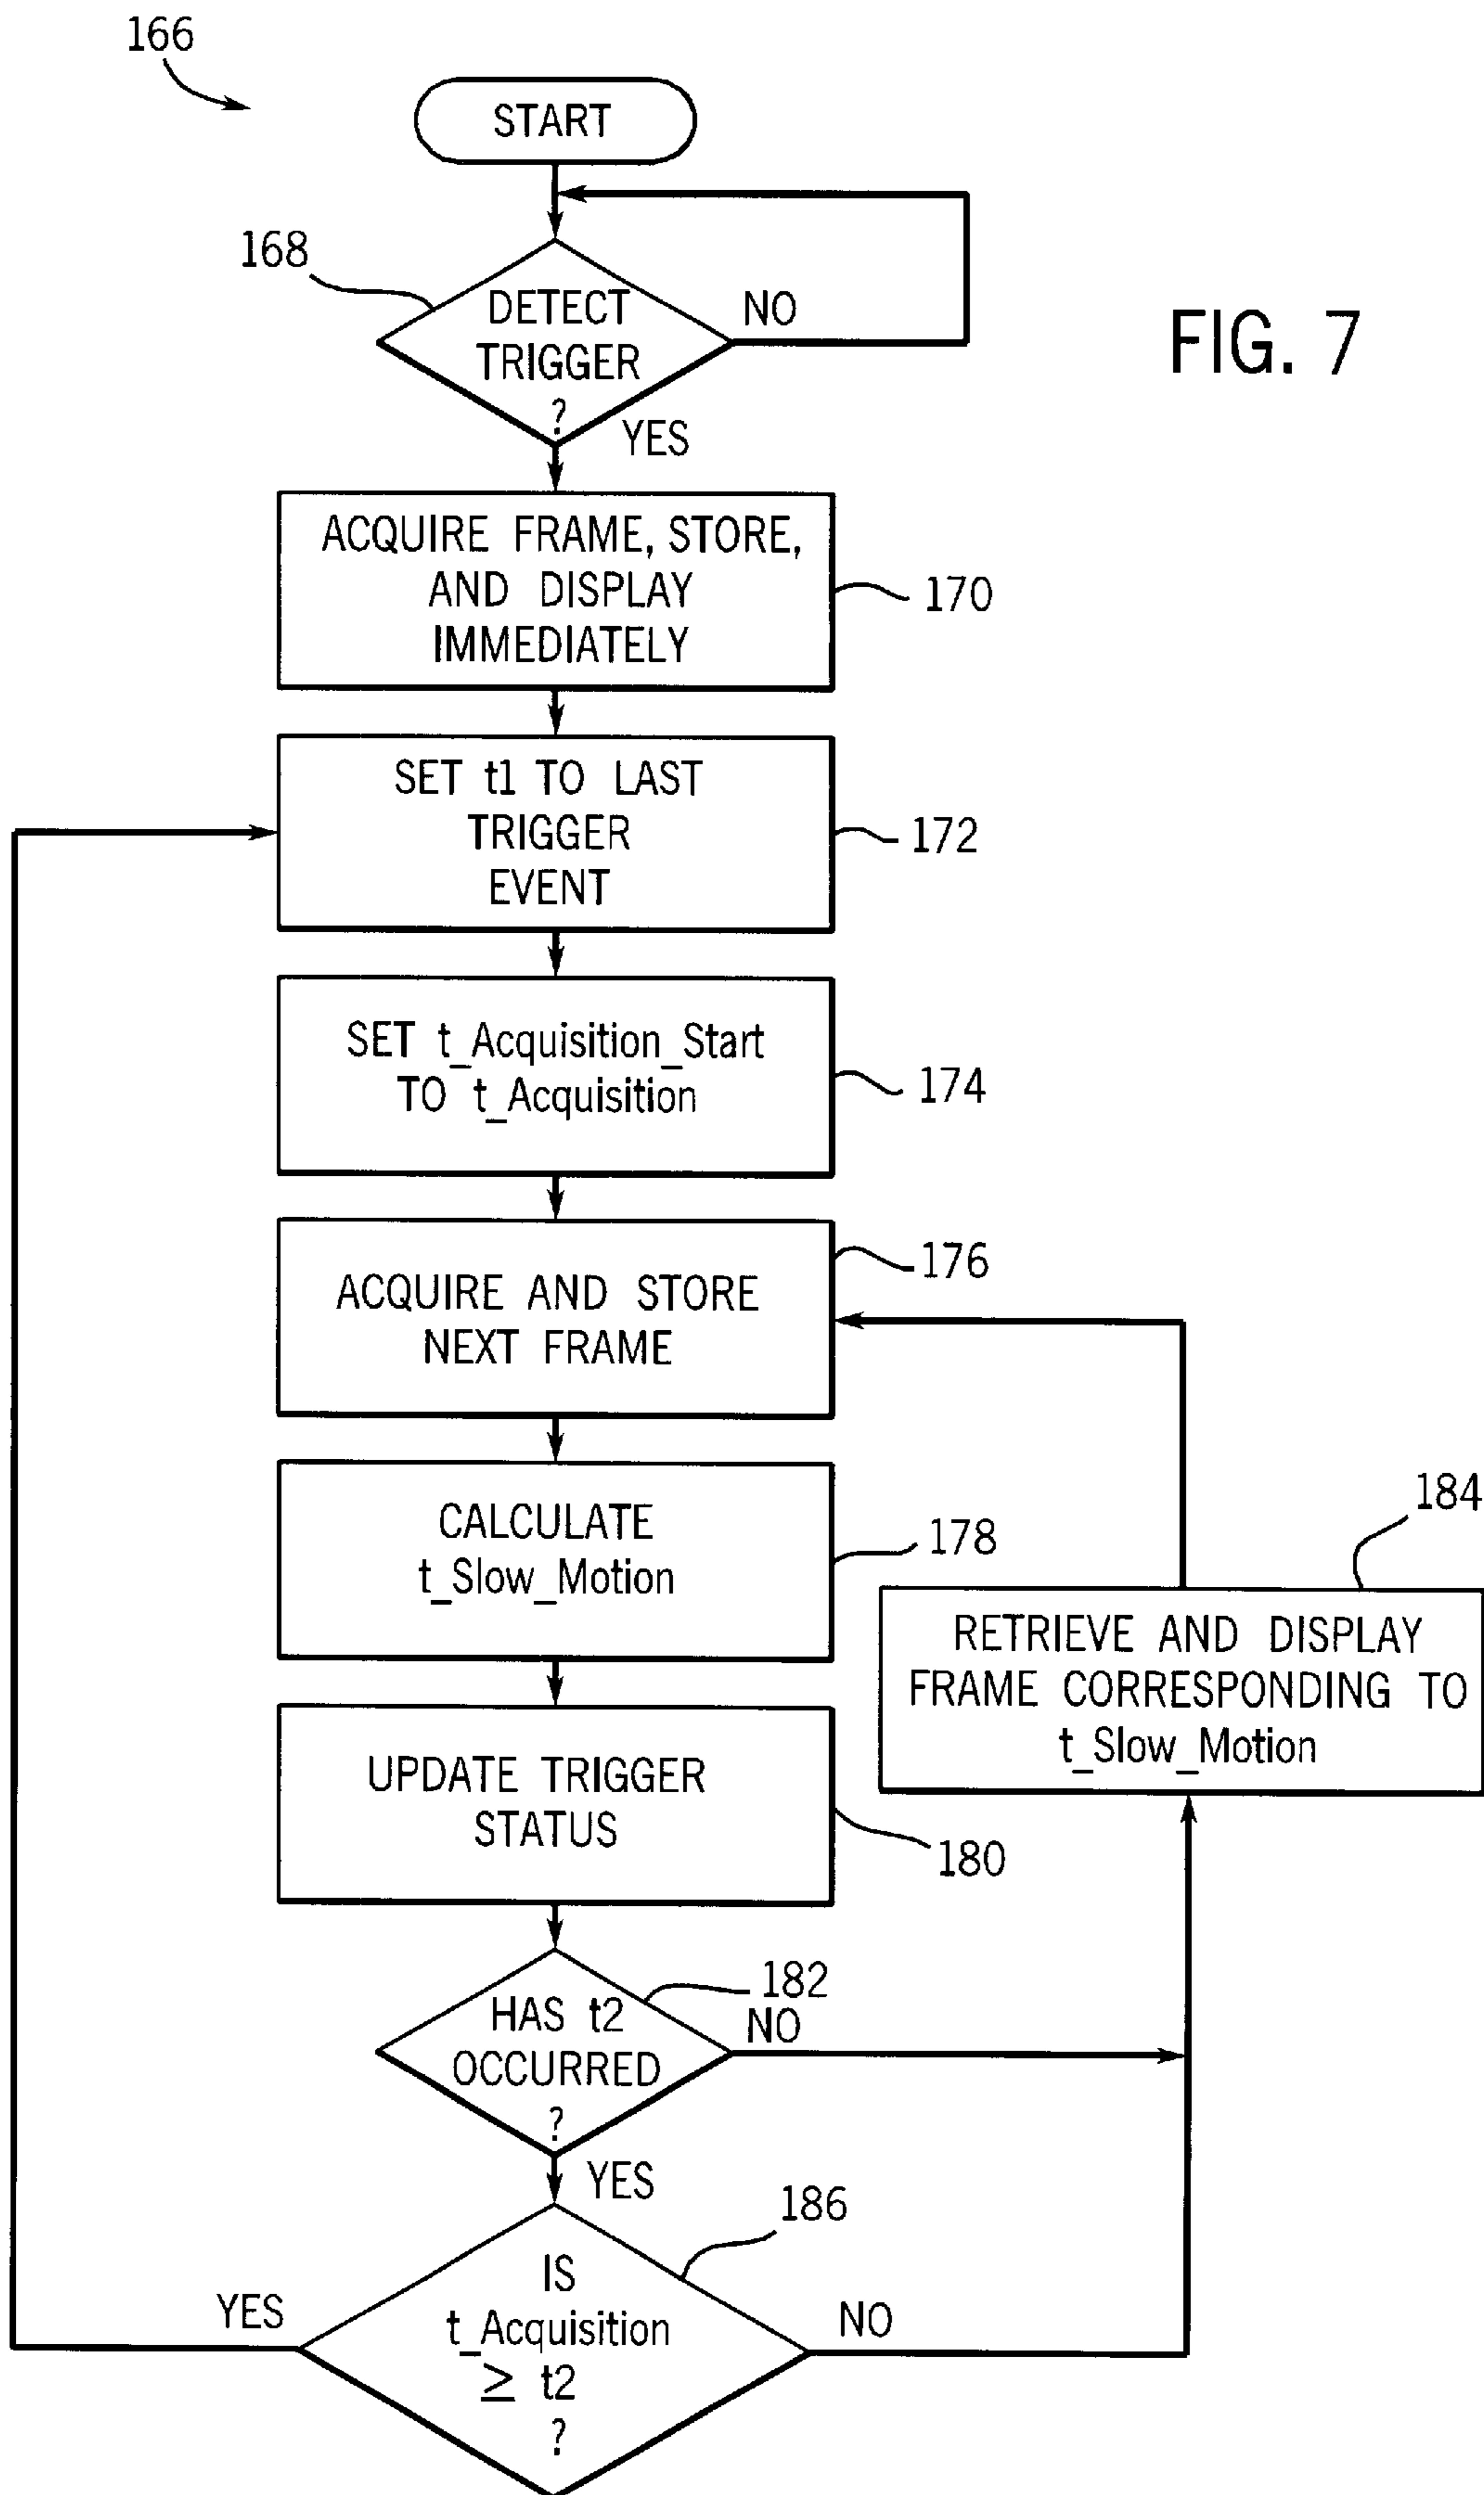 166
START
168
DETECT
TRIGGER
?
NO
YES
FIG. 7
ACQUIRE FRAME, STORE,
AND DISPLAY
IMMEDIATELY
170
SET t1 TO LAST
TRIGGER
EVENT
172
SET t_Acquisition_Start
TO t_Acquisition
174
ACQUIRE AND STORE
NEXT FRAME
176
CALCULATE
t_Slow_Motion
178
184
RETRIEVE AND DISPLAY
FRAME CORRESPONDING TO
t_Slow_Motion
UPDATE TRIGGER
STATUS
180
HAS t2
OCCURRED
?
182
NO
YES
186
IS
t_Acquisition
≥ t2
?
YES
NO